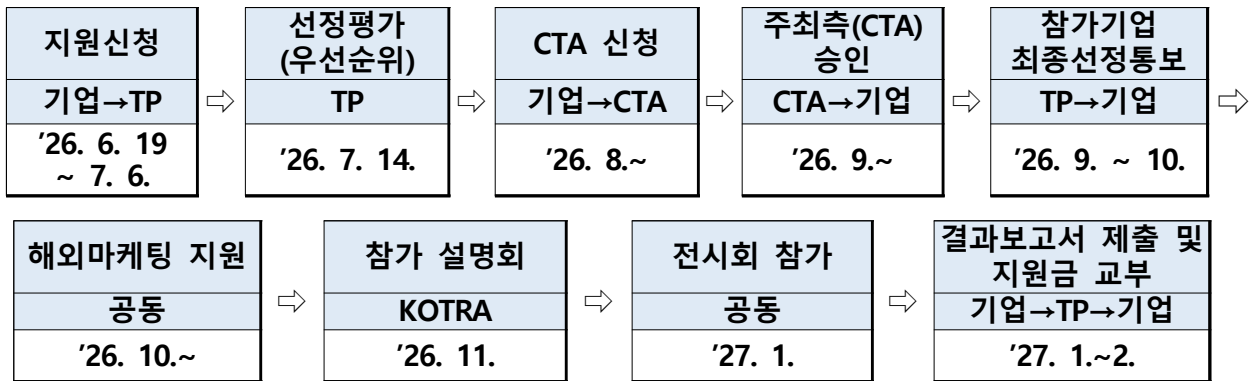 지원신청
기업→TP
'26. 6. 19
~ 7. 6.
선정평가
(우선순위)
TP
'26. 7. 14.
CTA 신청
기업→CTA
'26. 8.~
주최측(CTA)
승인
CTA→기업
'26. 9.~
참가기업
최종선정통보
TP→기업
'26. 9. ~ 10.
해외마케팅 지원
공동
'26. 10.~
참가 설명회
KOTRA
'26. 11.
전시회 참가
공동
'27. 1.
결과보고서 제출 및
지원금 교부
기업→TP→기업
'27. 1.~2.